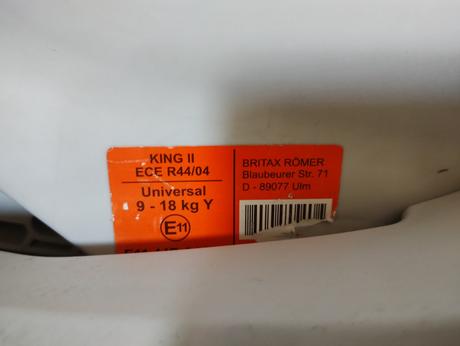 KING II
ECE R44/04
Universal
9 - 18 kg Y
E11
BRITAX RÖMER
Blaubeurer Str. 71
D - 89077 Ulm